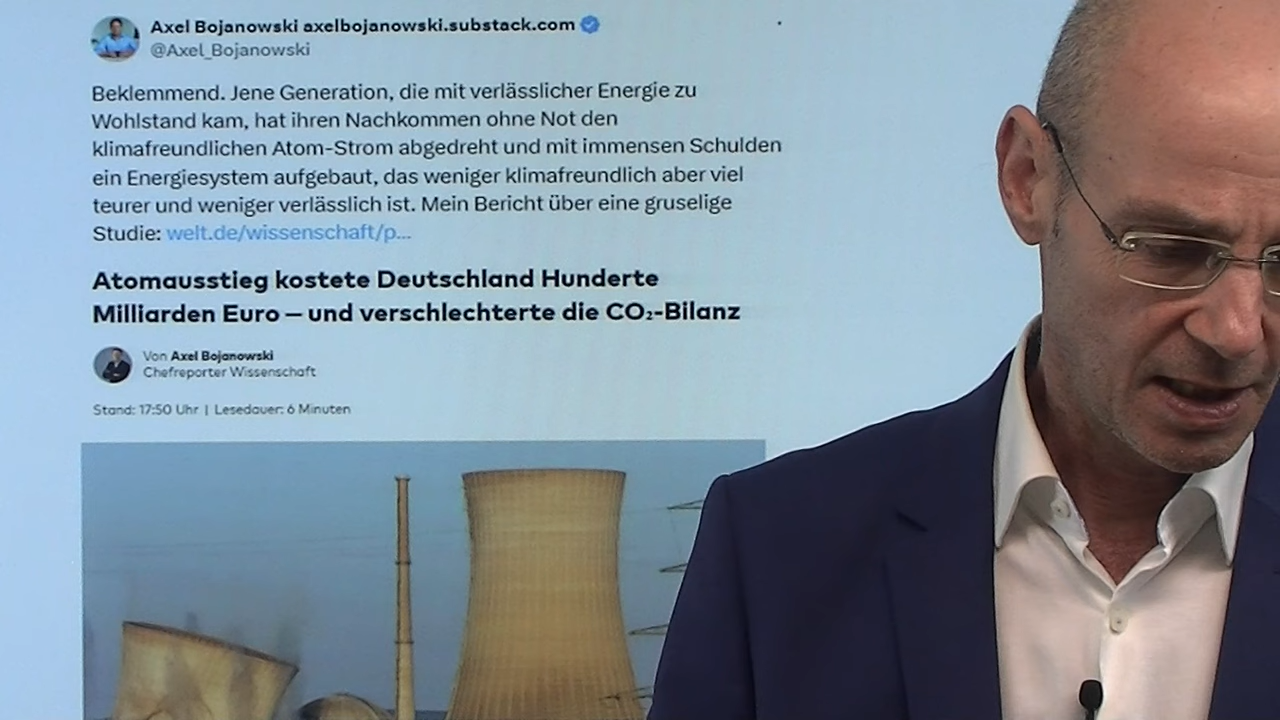 Axel Bojanowski axelbojanowski.substack.com
@Axel_Bojanowski
Beklemmend. Jene Generation, die mit verlässlicher Energie zu
Wohlstand kam, hat ihren Nachkommen ohne Not den
klimafreundlichen Atom-Strom abgedreht und mit immensen Schulden
ein Energiesystem aufgebaut, das weniger klimafreundlich aber viel
teurer und weniger verlässlich ist. Mein Bericht über eine gruselige
Studie: welt.de/wissenschaft/p...
Atomausstieg kostete Deutschland Hunderte
Milliarden Euro – und verschlechterte die CO₂-Bilanz
Von Axel Bojanowski
Chefreporter Wissenschaft
Stand: 17:50 Uhr | Lesedauer: 6 Minuten